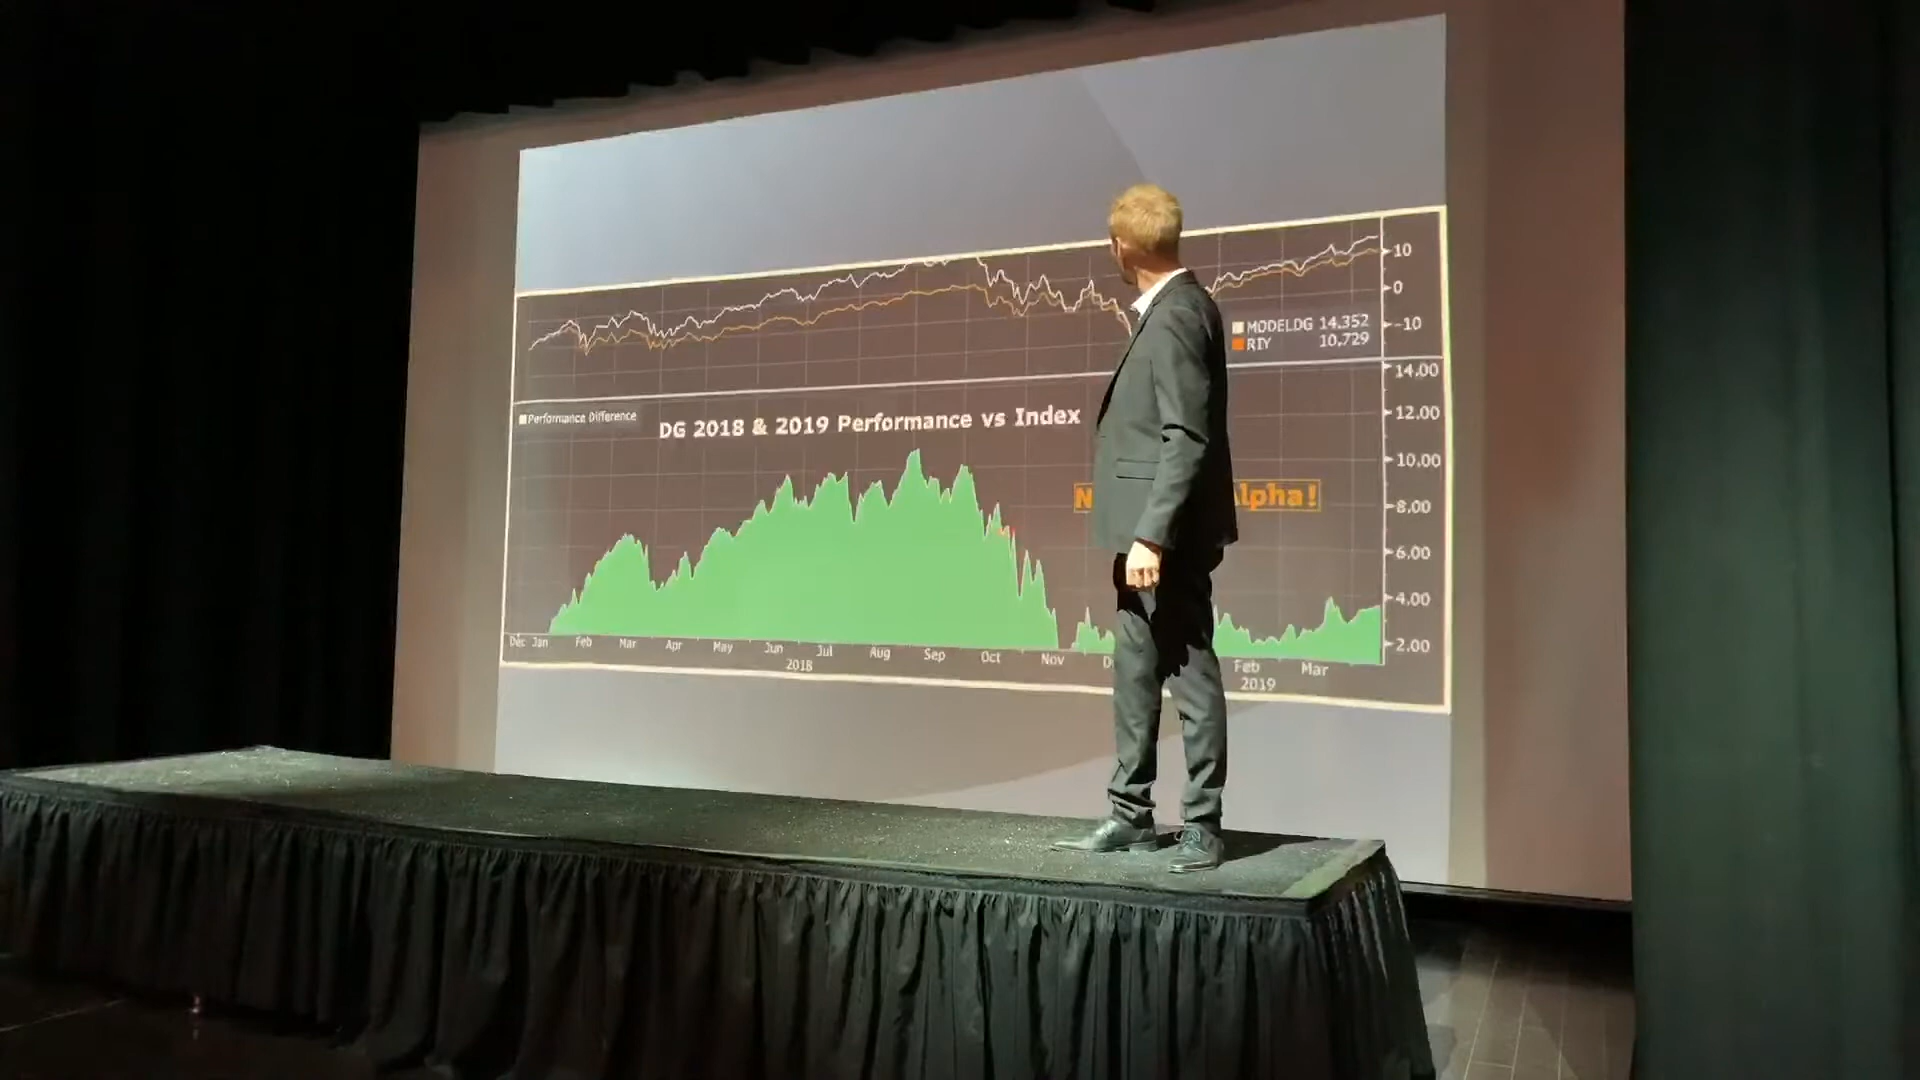 10
0
-10
MODELDG 14.352
RIY 10.729
14.00
Performance Difference
DG 2018 & 2019 Performance vs Index
12.00
10.00
lpha!
8.00
6.00
4.00
2.00
Dec Jan Feb Mar Apr May Jun Jul Aug Sep Oct Nov Feb Mar
2018 2019